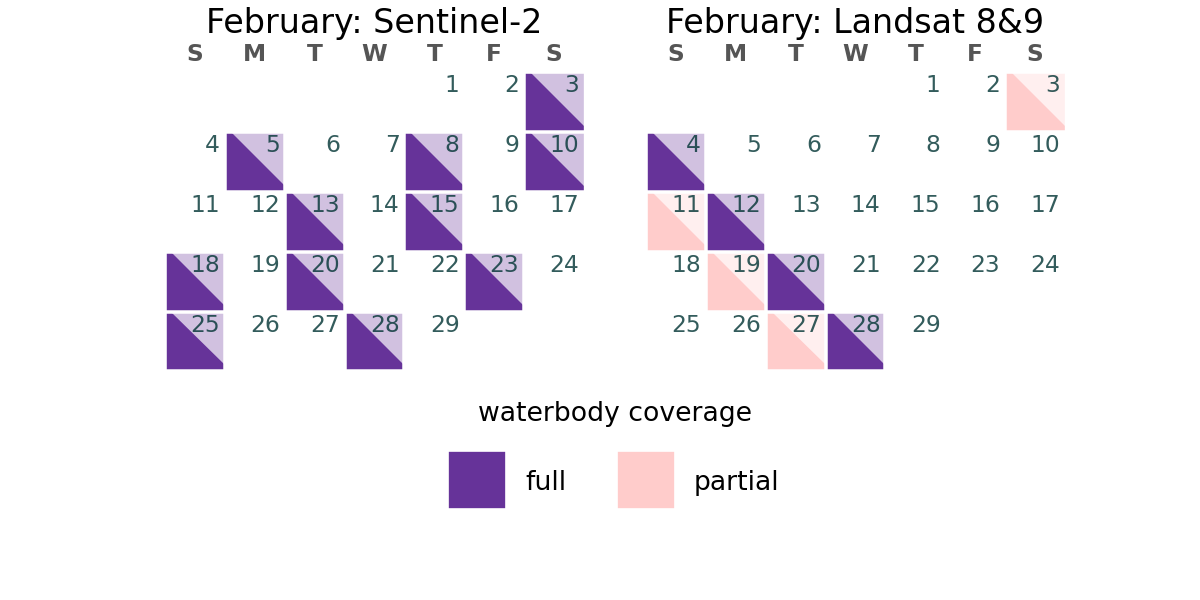 February: Sentinel-2
S M T W T F S
1 2 3
4 5 6 7 8 9 10
11 12 13 14 15 16 17
18 19 20 21 22 23 24
25 26 27 28 29
February: Landsat 8&9
S M T W T F S
1 2 3
4 5 6 7 8 9 10
11 12 13 14 15 16 17
18 19 20 21 22 23 24
25 26 27 28 29
waterbody coverage
full
partial